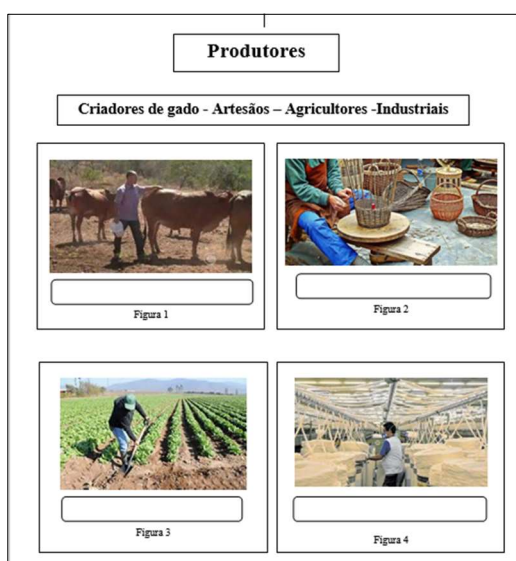 Produtores
Criadores de gado - Artesãos – Agricultores -Industriais
Figura 1
Figura 2
Figura 3
Figura 4